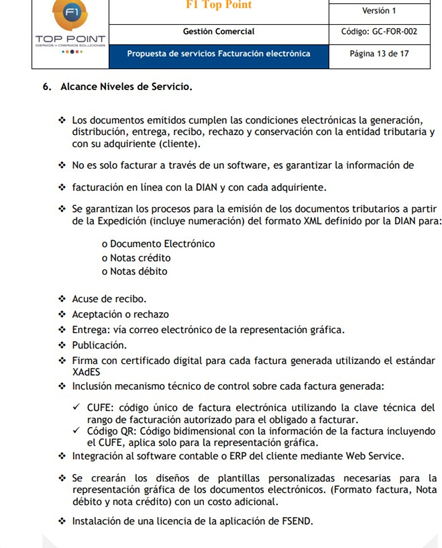 F1 Top Point
Versión 1
F1
TOP POINT
Gestión Comercial
Código: GC-FOR-002
Propuesta de servicios Facturación electrónica
Página 13 de 17
6. Alcance Niveles de Servicio.
❖ Los documentos emitidos cumplen las condiciones electrónicas la generación,
distribución, entrega, recibo, rechazo y conservación con la entidad tributaria y
con su adquiriente (cliente).
❖ No es solo facturar a través de un software, es garantizar la información de
❖ facturación en línea con la DIAN y con cada adquiriente.
❖ Se garantizan los procesos para la emisión de los documentos tributarios a partir
de la Expedición (incluye numeración) del formato XML definido por la DIAN para:
o Documento Electrónico
o Notas crédito
o Notas débito
❖ Acuse de recibo.
❖ Aceptación o rechazo
❖ Entrega: vía correo electrónico de la representación gráfica.
❖ Publicación.
❖ Firma con certificado digital para cada factura generada utilizando el estándar
XAdES
❖ Inclusión mecanismo técnico de control sobre cada factura generada:
✓ CUFE: código único de factura electrónica utilizando la clave técnica del
rango de facturación autorizado para el obligado a facturar.
✓ Código QR: Código bidimensional con la información de la factura incluyendo
el CUFE, aplica solo para la representación gráfica.
❖ Integración al software contable o ERP del cliente mediante Web Service.
❖ Se crearán los diseños de plantillas personalizadas necesarias para la
representación gráfica de los documentos electrónicos. (Formato factura, Nota
débito y nota crédito) con un costo adicional.
❖ Instalación de una licencia de la aplicación de FSEND.